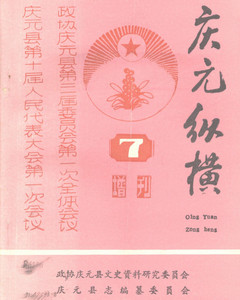 庆元纵横
Qing Yuan
Zong Heng
政协庆元县第三届委员会第一次全体会议
庆元县第十届人民代表大会第一次会议
7
增刊
政协庆元县文史资料研究委员会
庆元县志编纂委员会